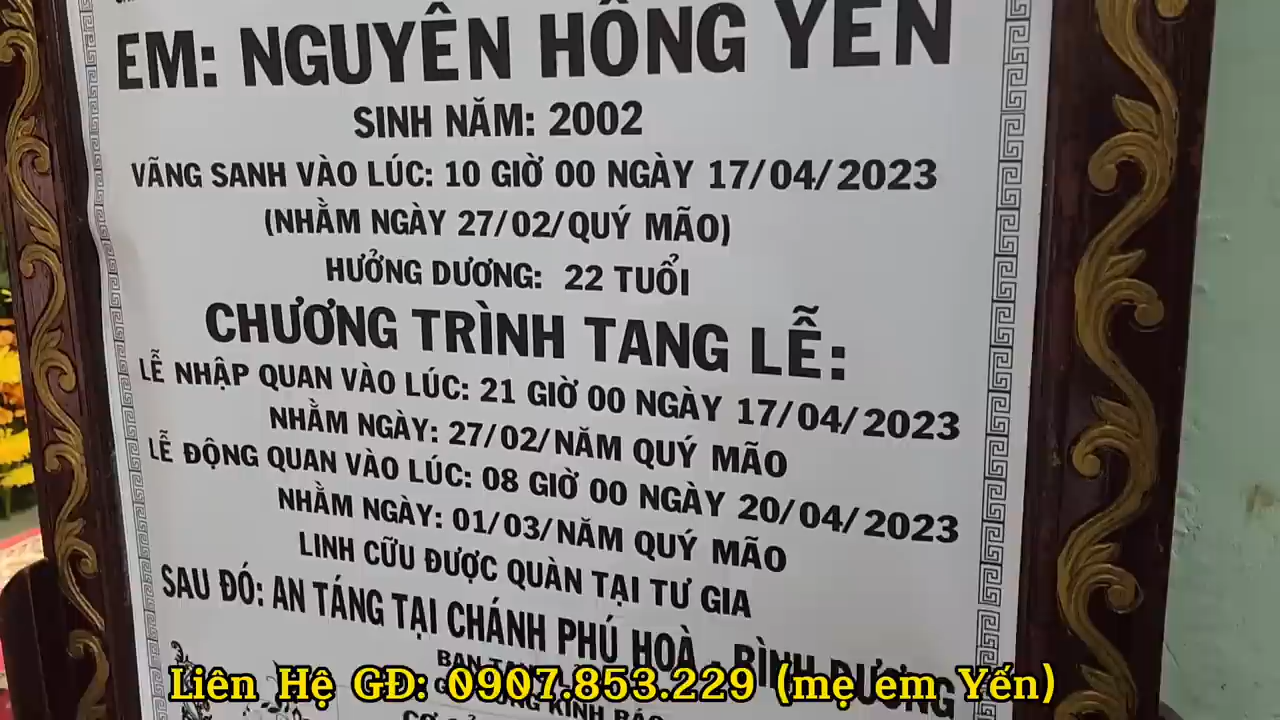 EM: NGUYỄN HỒNG YẾN
SINH NĂM: 2002
VÃNG SANH VÀO LÚC: 10 GIỜ 00 NGÀY 17/04/2023
(NHẰM NGÀY 27/02/QUÝ MÃO)
HƯỞNG DƯƠNG: 22 TUỔI
CHƯƠNG TRÌNH TANG LỄ:
LỄ NHẬP QUAN VÀO LÚC: 21 GIỜ 00 NGÀY 17/04/2023
NHẰM NGÀY: 27/02/NĂM QUÝ MÃO
LỄ ĐỘNG QUAN VÀO LÚC: 08 GIỜ 00 NGÀY 20/04/2023
NHẰM NGÀY: 01/03/NĂM QUÝ MÃO
LINH CỮU ĐƯỢC QUÀN TẠI TƯ GIA
SAU ĐÓ: AN TÁNG TẠI CHÁNH PHÚ HOÀ - BÌNH DƯƠNG
Liên Hệ GĐ: 0907.853.229 (mẹ em Yến)